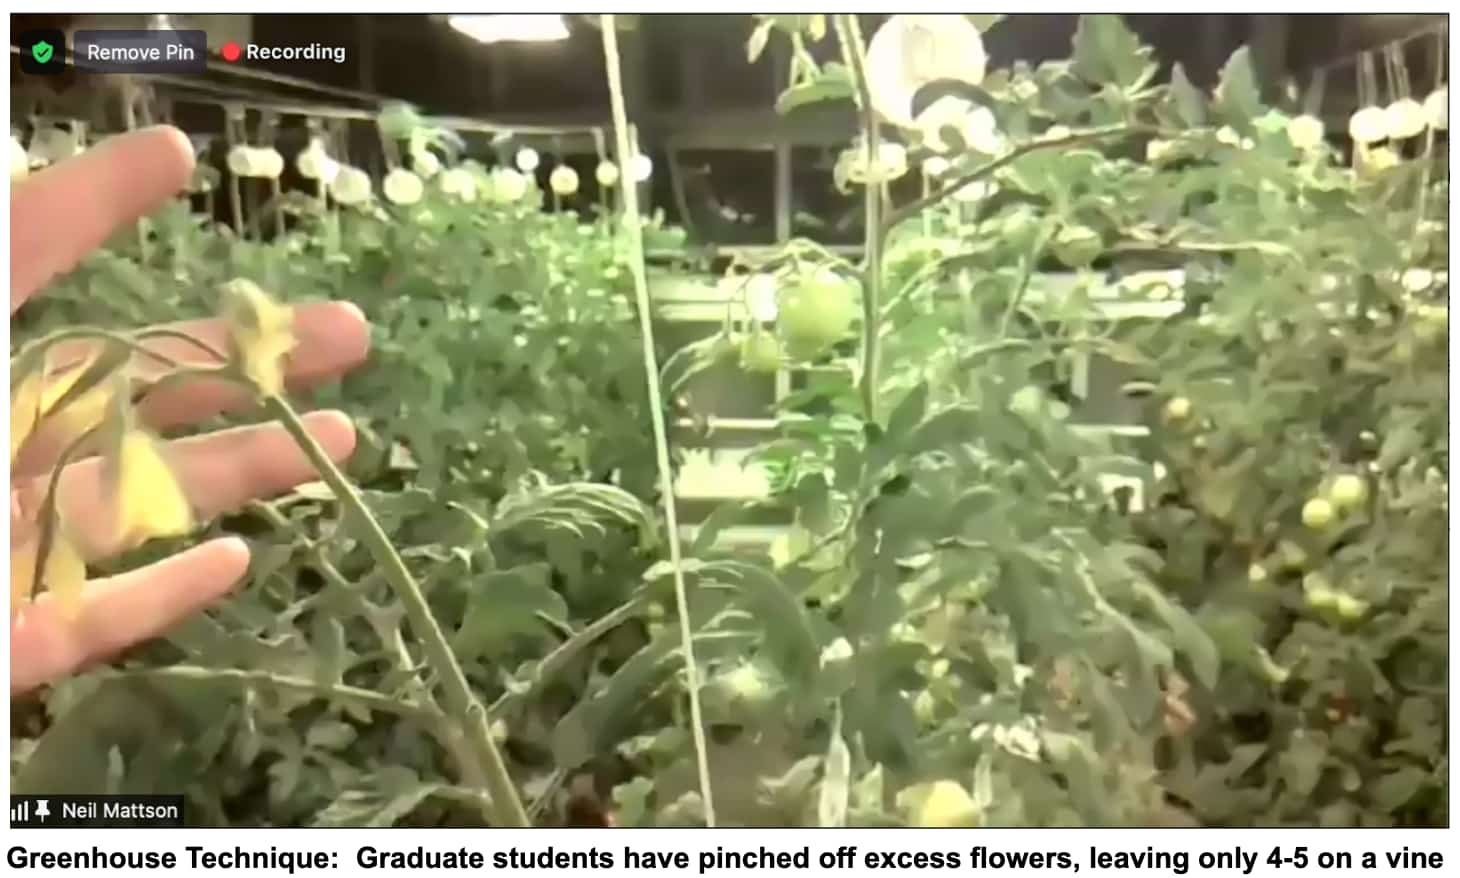 Remove Pin
Recording
Neil Mattson
Greenhouse Technique:  Graduate students have pinched off excess flowers, leaving only 4-5 on a vine